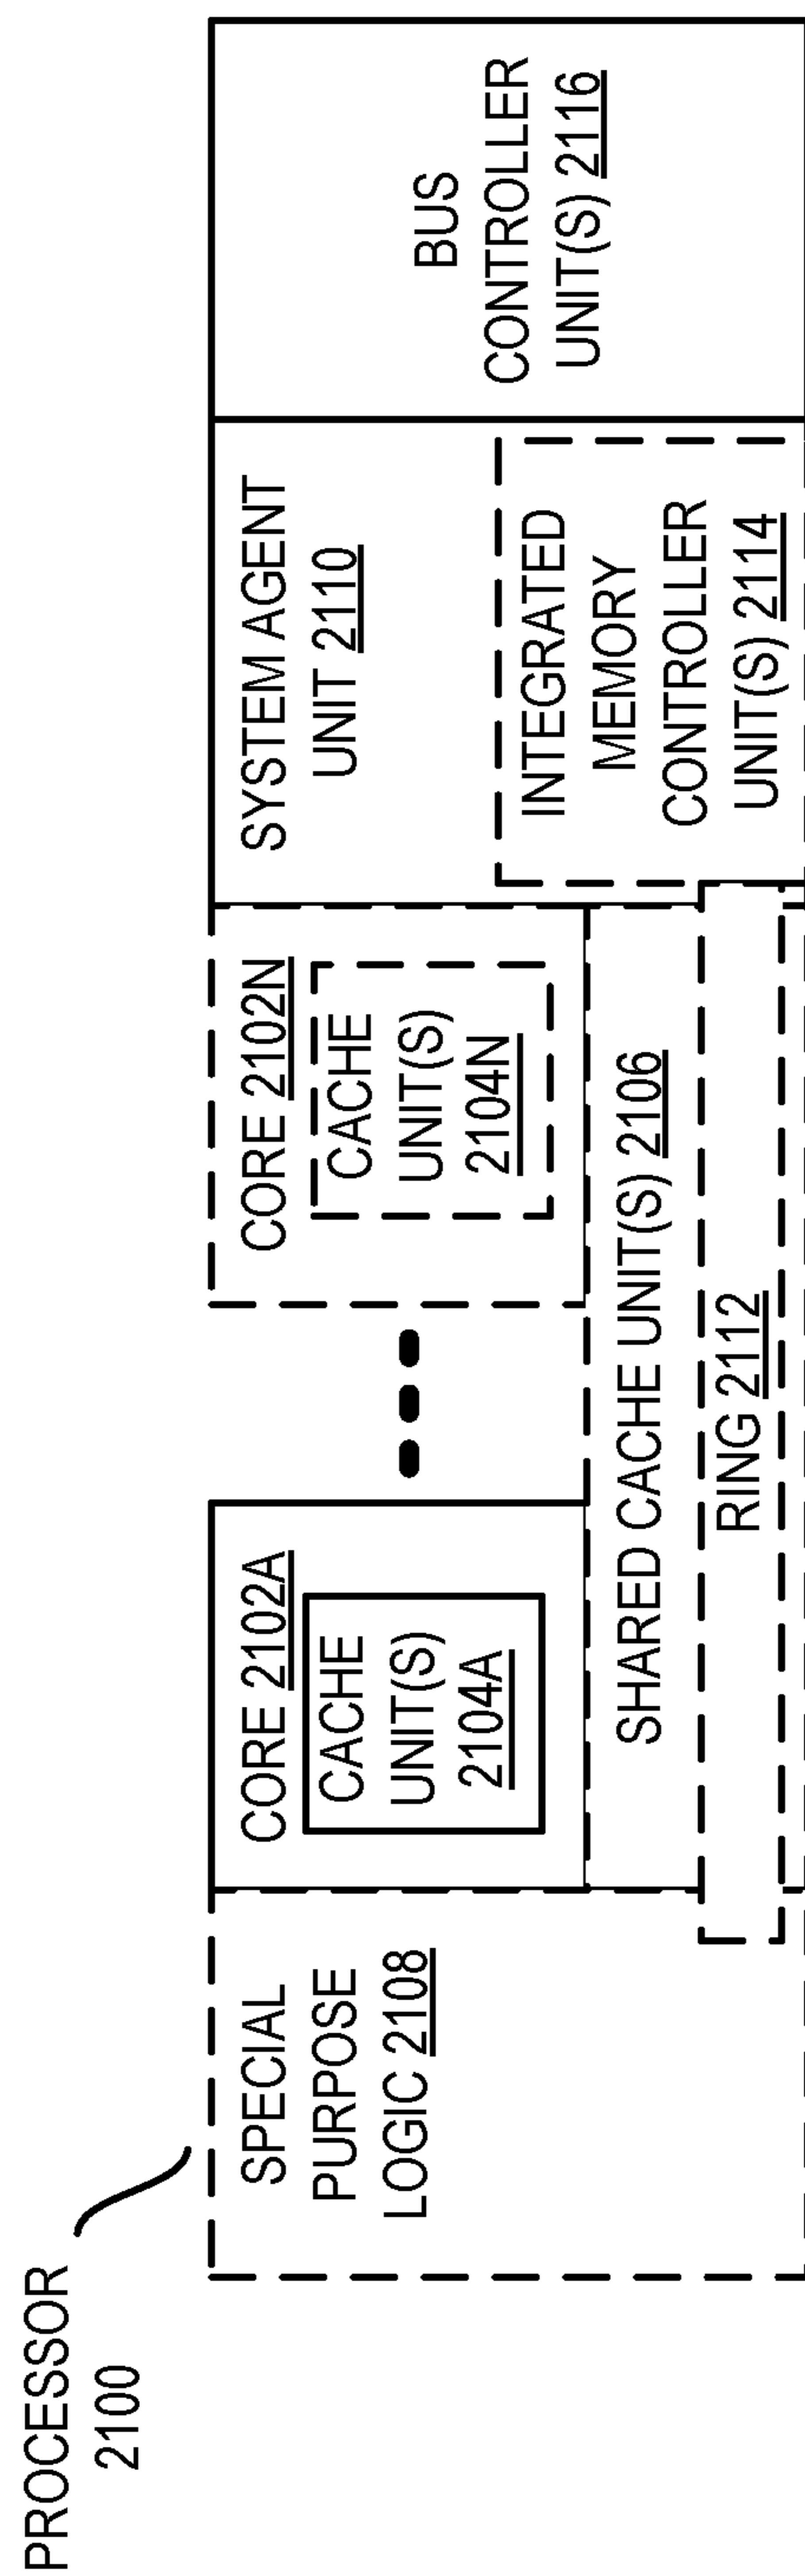 PROCESSOR
2100
SPECIAL
PURPOSE
LOGIC 2108
CORE 2102A
CACHE
UNIT(S)
2104A
CORE 2102N
CACHE
UNIT(S)
2104N
SHARED CACHE UNIT(S) 2106
RING 2112
SYSTEM AGENT
UNIT 2110
INTEGRATED
MEMORY
CONTROLLER
UNIT(S) 2114
BUS
CONTROLLER
UNIT(S) 2116